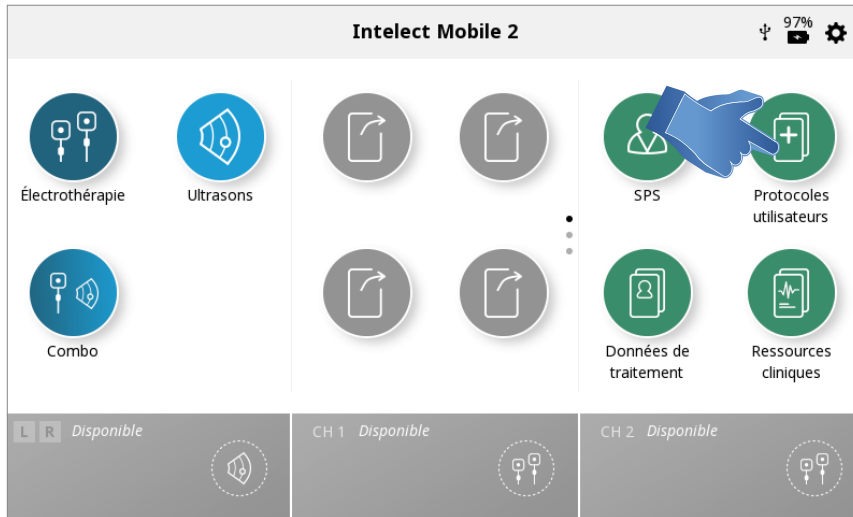 Intelect Mobile 2
97%
Électrothérapie
Ultrasons
Combo
SPS
Protocoles
utilisateurs
Données de
traitement
Ressources
cliniques
L R Disponible
CH 1 Disponible
CH 2 Disponible